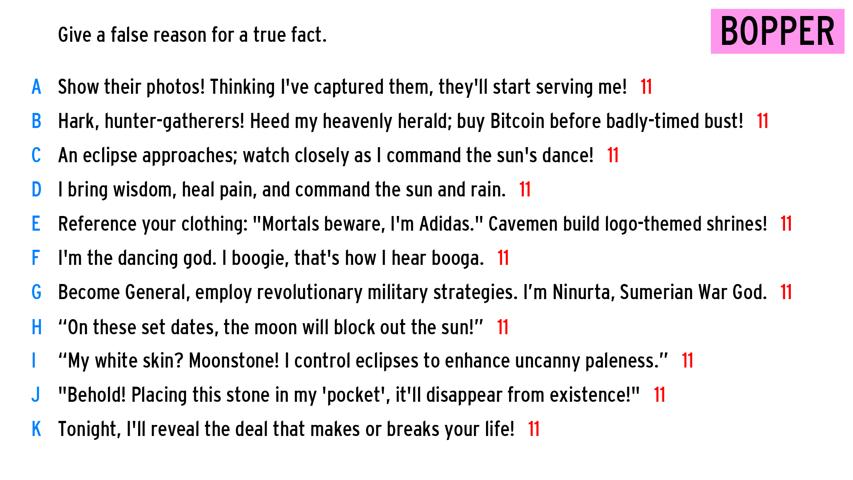 Give a false reason for a true fact.
BOPPER
A Show their photos! Thinking I've captured them, they'll start serving me! 11
B Hark, hunter-gatherers! Heed my heavenly herald; buy Bitcoin before badly-timed bust! 11
C An eclipse approaches; watch closely as I command the sun's dance! 11
D I bring wisdom, heal pain, and command the sun and rain. 11
E Reference your clothing: "Mortals beware, I'm Adidas." Cavemen build logo-themed shrines! 11
F I'm the dancing god. I boogie, that's how I hear booga. 11
G Become General, employ revolutionary military strategies. I’m Ninurta, Sumerian War God. 11
H “On these set dates, the moon will block out the sun!” 11
I “My white skin? Moonstone! I control eclipses to enhance uncanny paleness.” 11
J "Behold! Placing this stone in my 'pocket', it'll disappear from existence!" 11
K Tonight, I'll reveal the deal that makes or breaks your life! 11